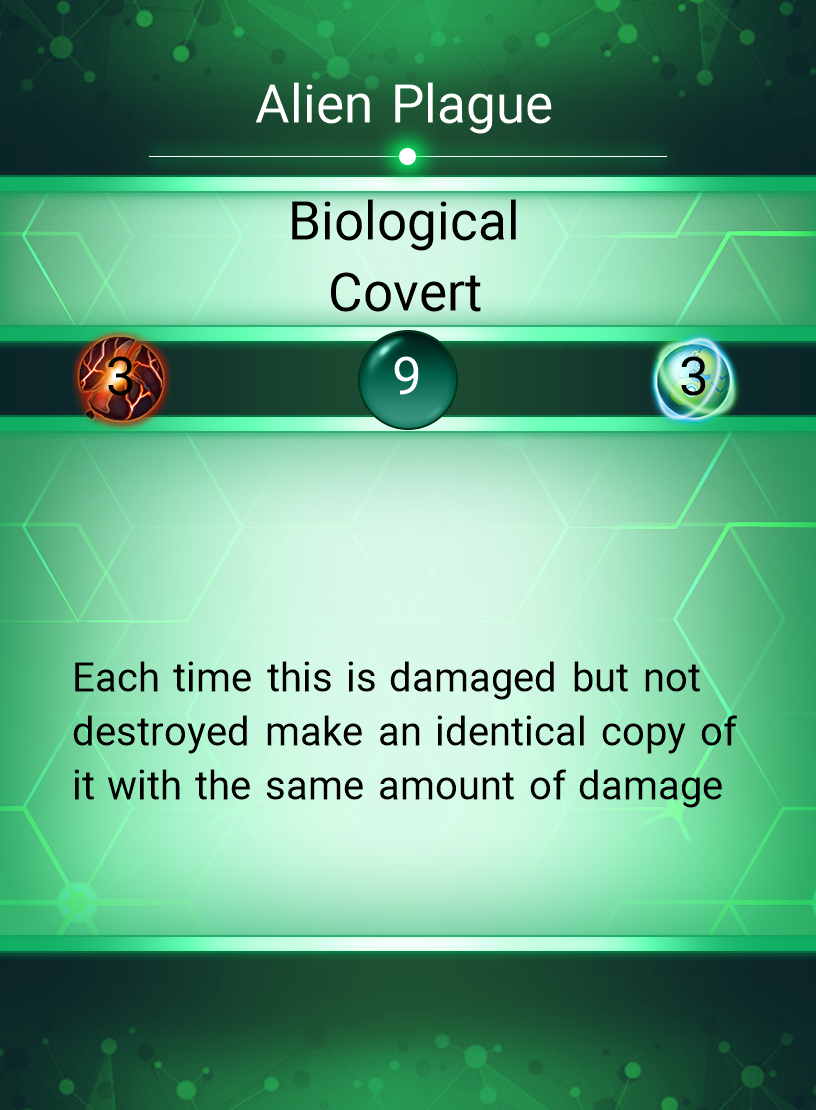 Alien Plague
Biological
Covert
3 9 3
Each time this is damaged but not
destroyed make an identical copy of
it with the same amount of damage